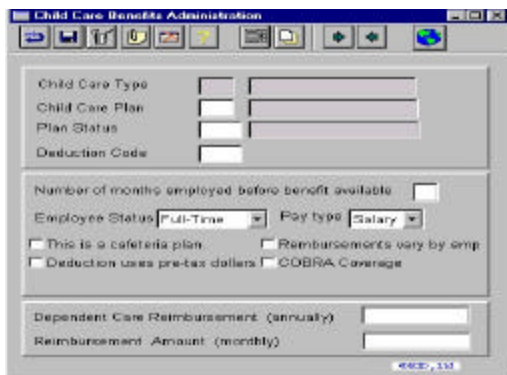 Child Care Benefits Administration
Child Care Type
Child Care Plan
Plan Status
Deduction Code
Number of months employed before benefit available
Employee Status Full-Time Pay type Salary
This is a cafeteria plan Reimbursements vary by emp
Deduction uses pre-tax dollars COBRA Coverage
Dependent Care Reimbursement (annually)
Reimbursement Amount (monthly)